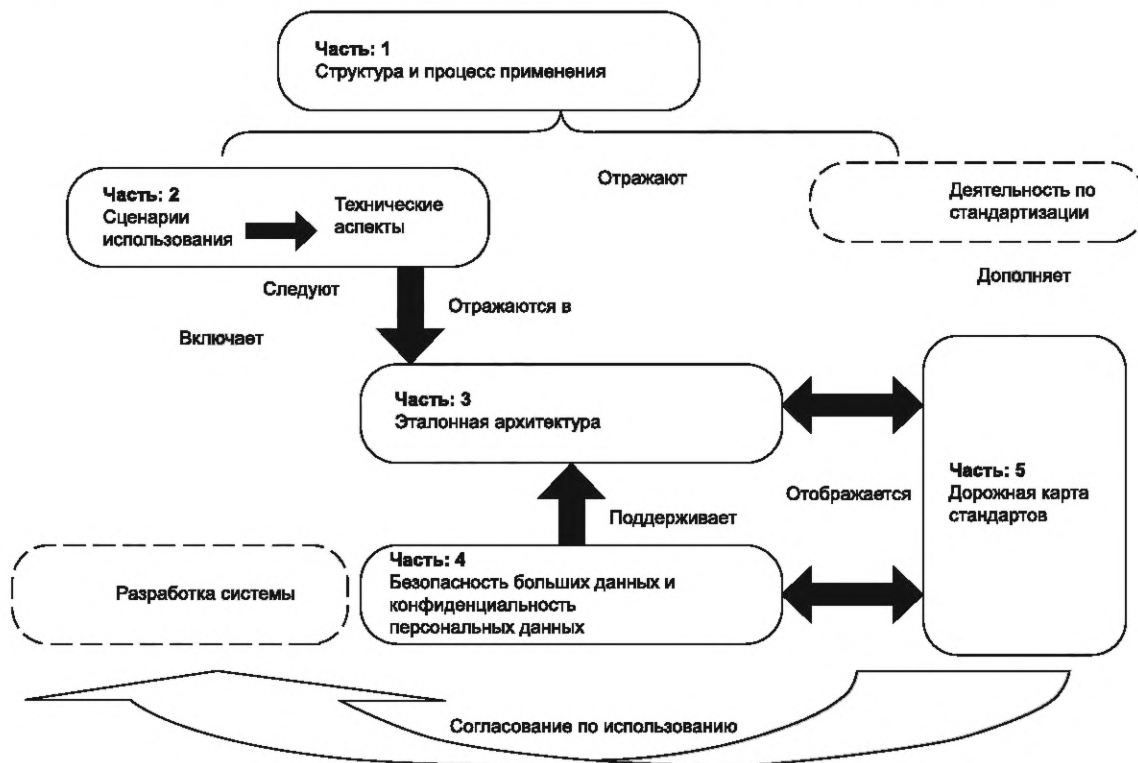 Часть: 1
Структура и процесс применения
Отражают
Часть: 2
Сценарии
использования
Технические
аспекты
Деятельность по
стандартизации
Следуют
Отражаются в
Дополняет
Включает
Часть: 3
Эталонная архитектура
Часть: 5
Дорожная карта
стандартов
Отображается
Поддерживает
Часть: 4
Безопасность больших данных и
конфиденциальность
персональных данных
Разработка системы
Согласование по использованию